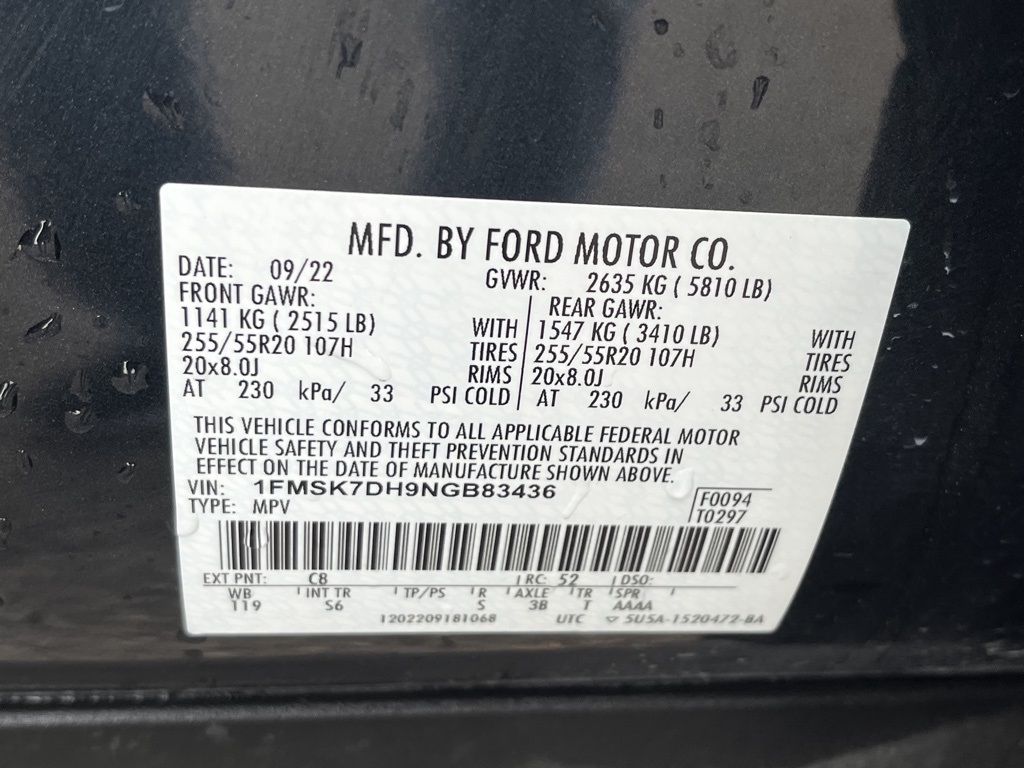 MFD. BY FORD MOTOR CO.
DATE: 09/22 GVWR: 2635 KG ( 5810 LB)
FRONT GAWR: REAR GAWR:
1141 KG ( 2515 LB) WITH 1547 KG ( 3410 LB) WITH
255/55R20 107H TIRES 255/55R20 107H TIRES
20x8.0J RIMS 20x8.0J RIMS
AT 230 kPa/ 33 PSI COLD AT 230 kPa/ 33 PSI COLD
THIS VEHICLE CONFORMS TO ALL APPLICABLE FEDERAL MOTOR
VEHICLE SAFETY AND THEFT PREVENTION STANDARDS IN
EFFECT ON THE DATE OF MANUFACTURE SHOWN ABOVE.
VIN: 1FMSK7DH9NGB83436 F0094
TYPE: MPV T0297
EXT PNT: C8 RC: 52 DSO:
WB INT TR TP/PS R AXLE TR SPR
119 S6 S 3B T AAAA
1202209181068 UTC 5U5A-1520472-BA